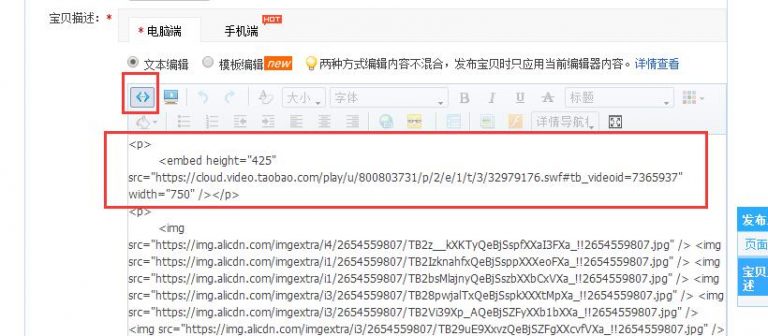 宝贝描述：*
* 电脑端
手机端
HOT
文本编辑
模板编辑 new
两种方式编辑内容不混合，发布宝贝时只应用当前编辑器内容。详情查看
大小
字体
B I U A
标题
详情导航
<p>
<embed height="425"
src="https://cloud.video.taobao.com/play/u/800803731/p/2/e/1/t/3/32979176.swf#tb_videoid=7365937"
width="750" /></p>
<p>
<img
src="https://img.alicdn.com/imgextra/i4/2654559807/TB2z__kXKTyQeBjSspfXXaI3FXa_!!2654559807.jpg" /> <img
src="https://img.alicdn.com/imgextra/i1/2654559807/TB2IzknahfxQeBjSsppXXXeoFXa_!!2654559807.jpg" /> <img
src="https://img.alicdn.com/imgextra/i1/2654559807/TB2bsMlajnyQeBjSszbXXbCxVXa_!!2654559807.jpg" /> <img
src="https://img.alicdn.com/imgextra/i3/2654559807/TB28pwjalTxQeBjSspkXXXtMpXa_!!2654559807.jpg" /> <img
src="https://img.alicdn.com/imgextra/i3/2654559807/TB2Vi39Xp_AQeBjSZFyXXb1bXXa_!!2654559807.jpg" />
<img src="https://img.alicdn.com/imgextra/i3/2654559807/TB29uE9XxvzQeBjSZFgXXcvfVVa_!!2654559807.jpg" />
发布
页面
宝贝
述